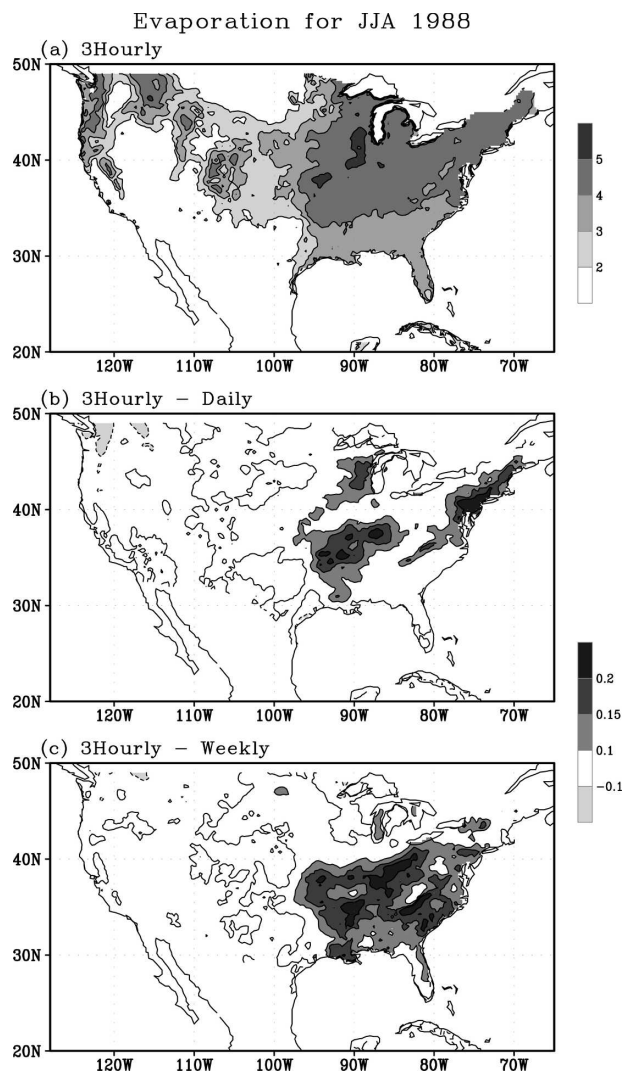 Evaporation for JJA 1988
(a) 3Hourly
50N
40N
30N
20N
120W 110W 100W 90W 80W 70W
5
4
3
2
(b) 3Hourly - Daily
50N
40N
30N
20N
120W 110W 100W 90W 80W 70W
0.2
0.15
0.1
-0.1
(c) 3Hourly - Weekly
50N
40N
30N
20N
120W 110W 100W 90W 80W 70W